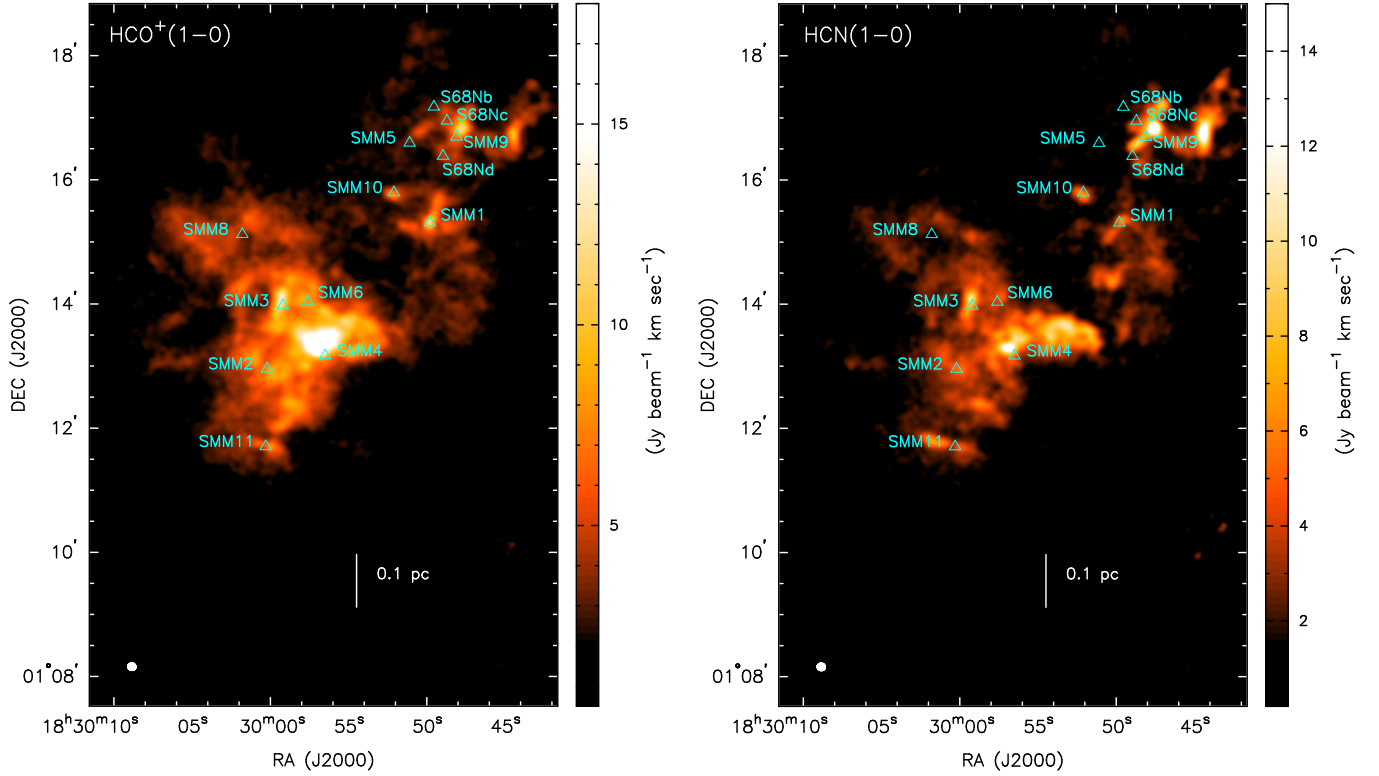 HCO⁺(1−0)
18′
16′
14′
12′
10′
01°08′
DEC (J2000)
S68Nb
S68Nc
SMM5
SMM9
S68Nd
SMM10
SMM1
SMM8
SMM3
SMM6
SMM4
SMM2
SMM11
0.1 pc
18ʰ30ᵐ10ˢ
05ˢ
30ᵐ00ˢ
55ˢ
50ˢ
45ˢ
RA (J2000)
15
10
5
(Jy beam⁻¹ km sec⁻¹)
HCN(1−0)
18′
16′
14′
12′
10′
01°08′
DEC (J2000)
S68Nb
S68Nc
SMM5
SMM9
S68Nd
SMM10
SMM1
SMM8
SMM3
SMM6
SMM4
SMM2
SMM11
0.1 pc
18ʰ30ᵐ10ˢ
05ˢ
30ᵐ00ˢ
55ˢ
50ˢ
45ˢ
RA (J2000)
14
12
10
8
6
4
2
(Jy beam⁻¹ km sec⁻¹)